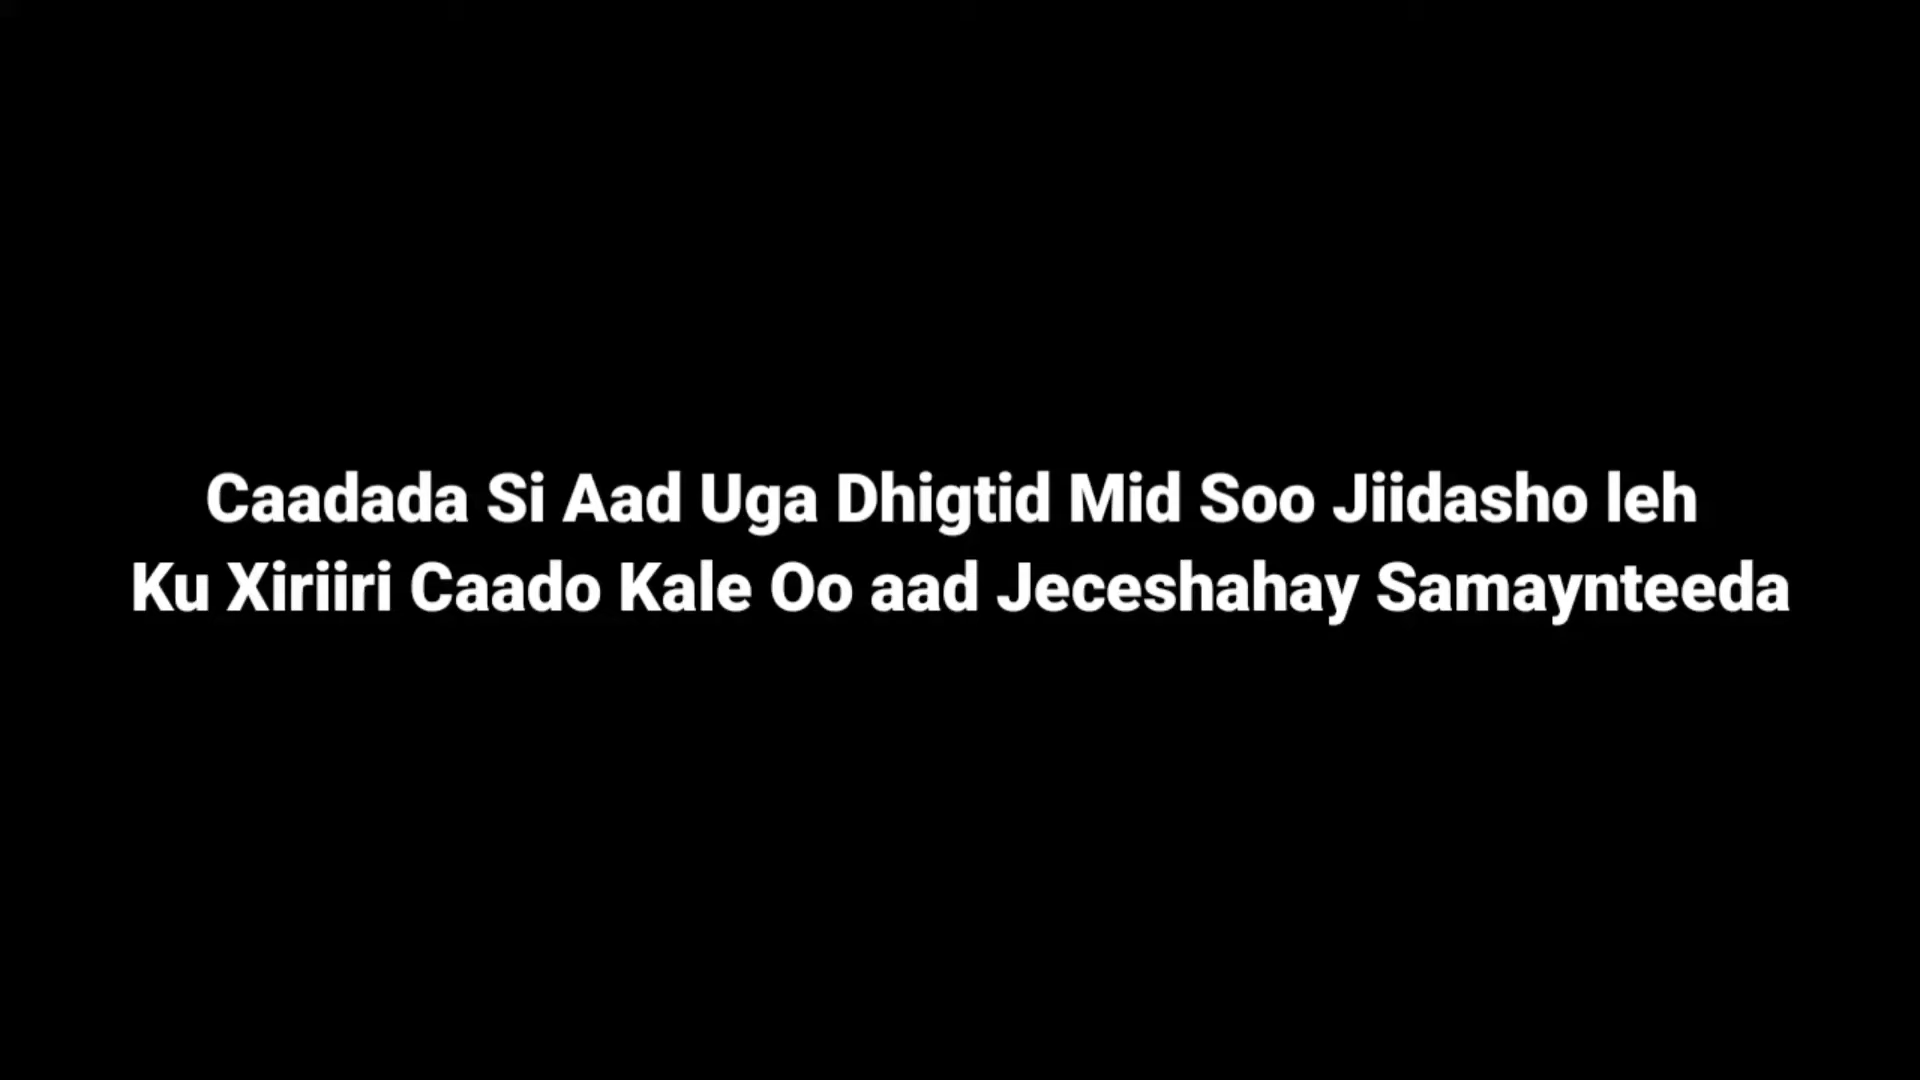 Caadada Si Aad Uga Dhigtid Mid Soo Jiidasho leh
Ku Xiriiri Caado Kale Oo aad Jeceshahay Samaynteeda